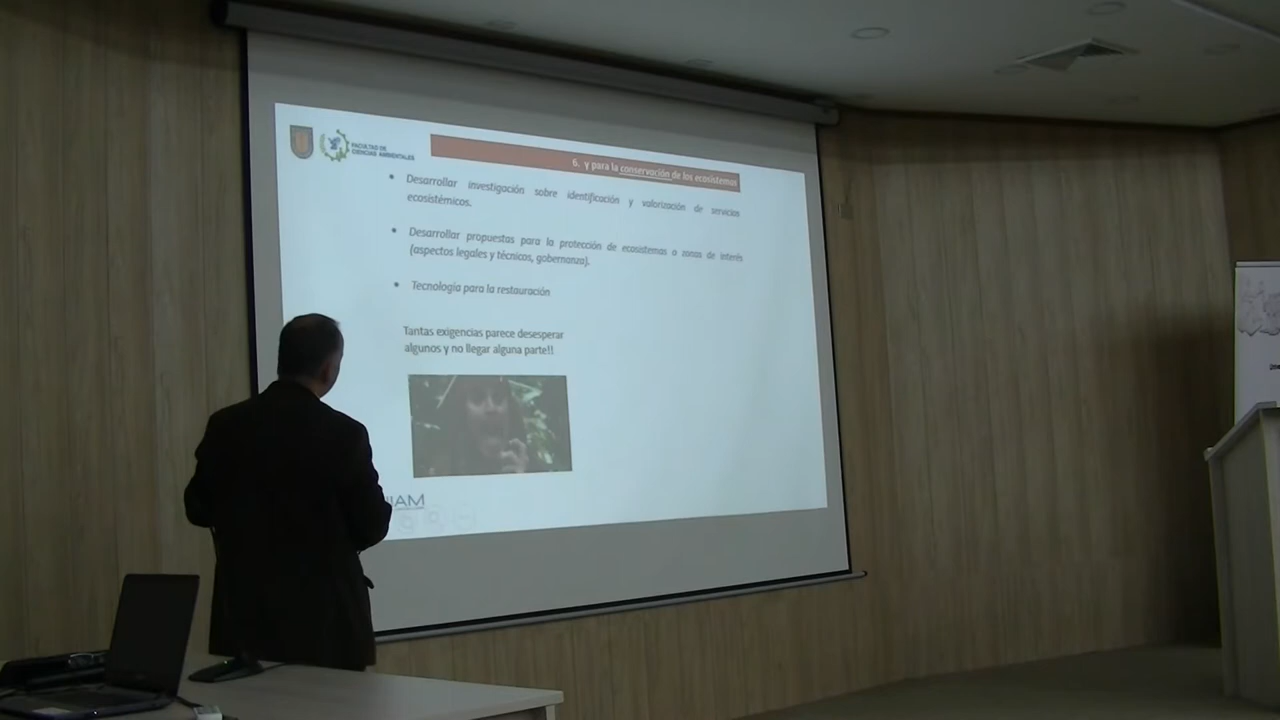 FACULTAD DE
CIENCIAS AMBIENTALES
6. y para la conservación de los ecosistemas
• Desarrollar investigación sobre identificación y valorización de servicios
ecosistémicos.
• Desarrollar propuestas para la protección de ecosistemas o zonas de interés
(aspectos legales y técnicos, gobernanza).
• Tecnología para la restauración
Tantas exigencias parece desesperar
algunos y no llegar alguna parte!!
IAM